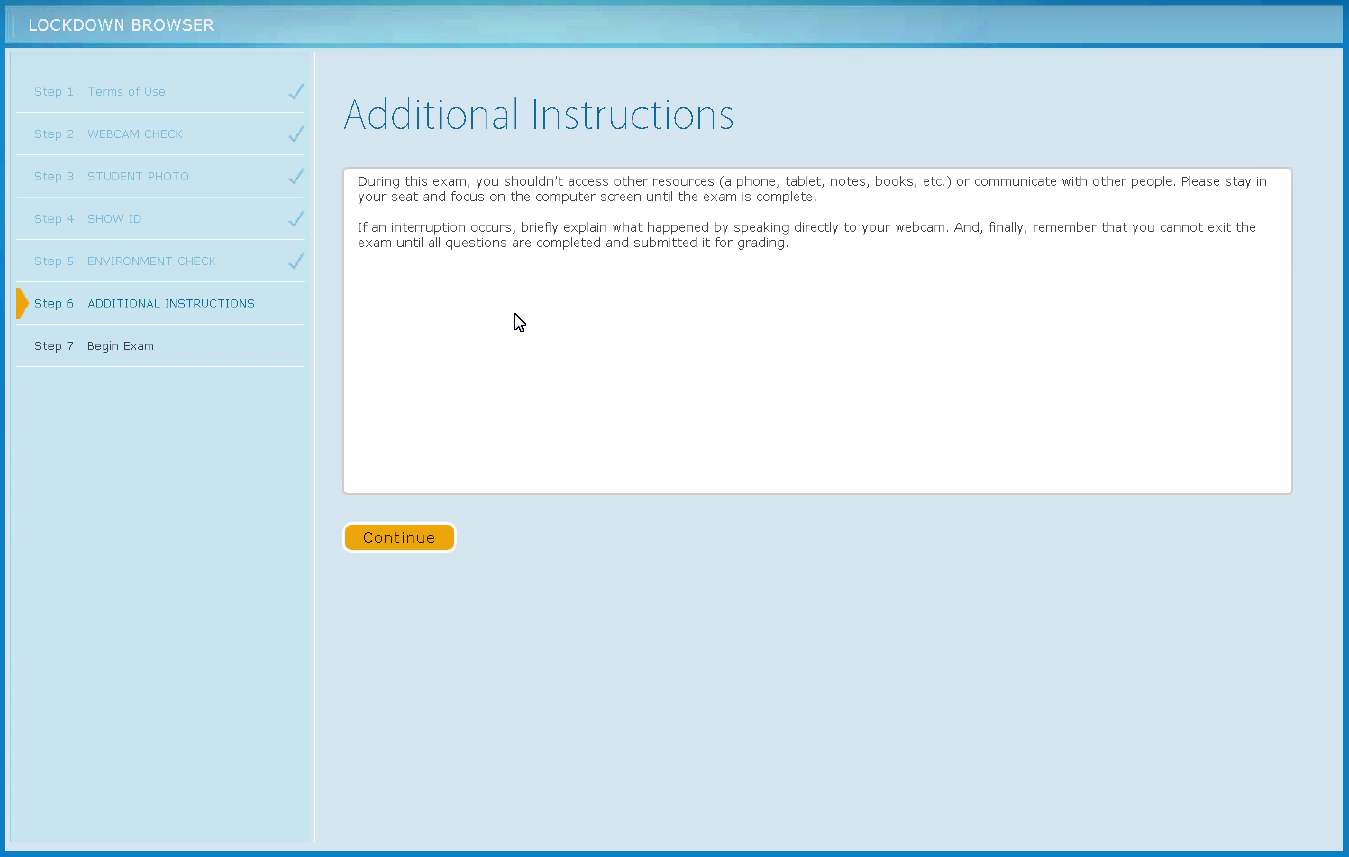 LOCKDOWN BROWSER
Step 1 Terms of Use
Step 2 WEBCAM CHECK
Step 3 STUDENT PHOTO
Step 4 SHOW ID
Step 5 ENVIRONMENT CHECK
Step 6 ADDITIONAL INSTRUCTIONS
Step 7 Begin Exam
Additional Instructions
During this exam, you shouldn't access other resources (a phone, tablet, notes, books, etc.) or communicate with other people. Please stay in
your seat and focus on the computer screen until the exam is complete.
If an interruption occurs, briefly explain what happened by speaking directly to your webcam. And, finally, remember that you cannot exit the
exam until all questions are completed and submitted it for grading.
Continue